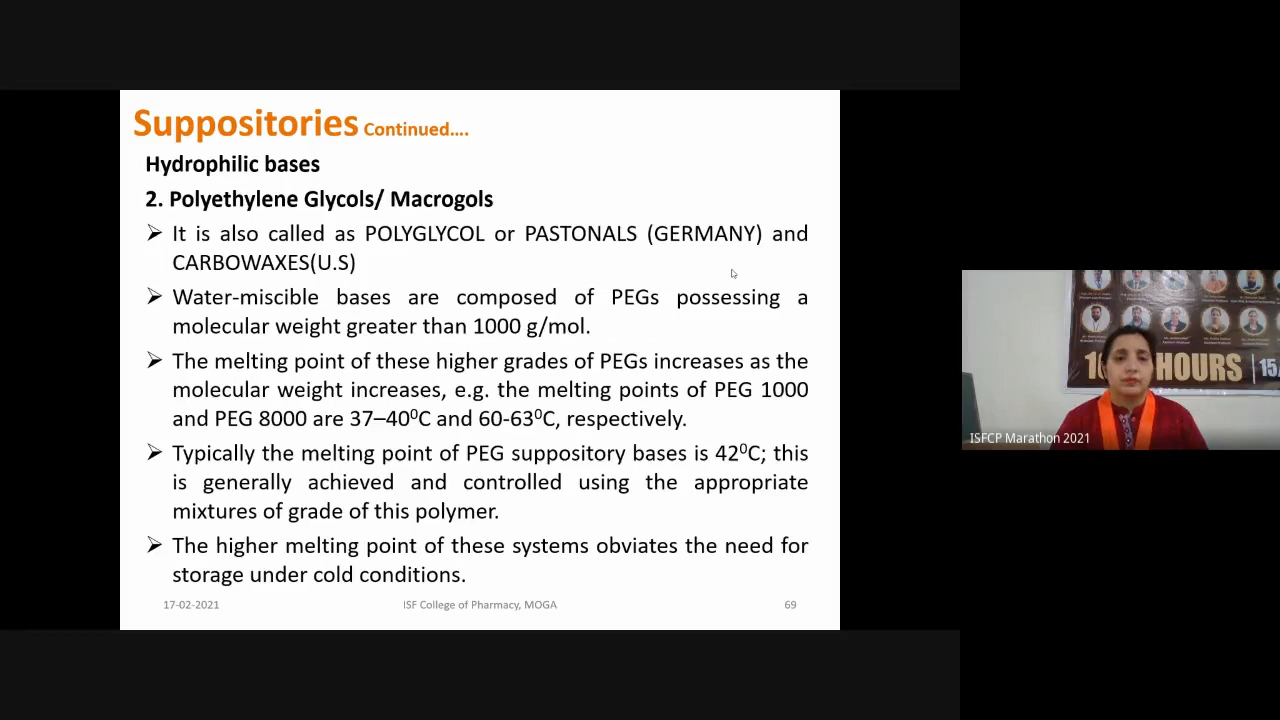 Suppositories Continued....
Hydrophilic bases
2. Polyethylene Glycols/ Macrogols
➢ It is also called as POLYGLYCOL or PASTONALS (GERMANY) and
CARBOWAXES(U.S)
➢ Water-miscible bases are composed of PEGs possessing a
molecular weight greater than 1000 g/mol.
➢ The melting point of these higher grades of PEGs increases as the
molecular weight increases, e.g. the melting points of PEG 1000
and PEG 8000 are 37–40⁰C and 60-63⁰C, respectively.
➢ Typically the melting point of PEG suppository bases is 42⁰C; this
is generally achieved and controlled using the appropriate
mixtures of grade of this polymer.
➢ The higher melting point of these systems obviates the need for
storage under cold conditions.
17-02-2021 ISF College of Pharmacy, MOGA 69
HOURS
ISFCP Marathon 2021